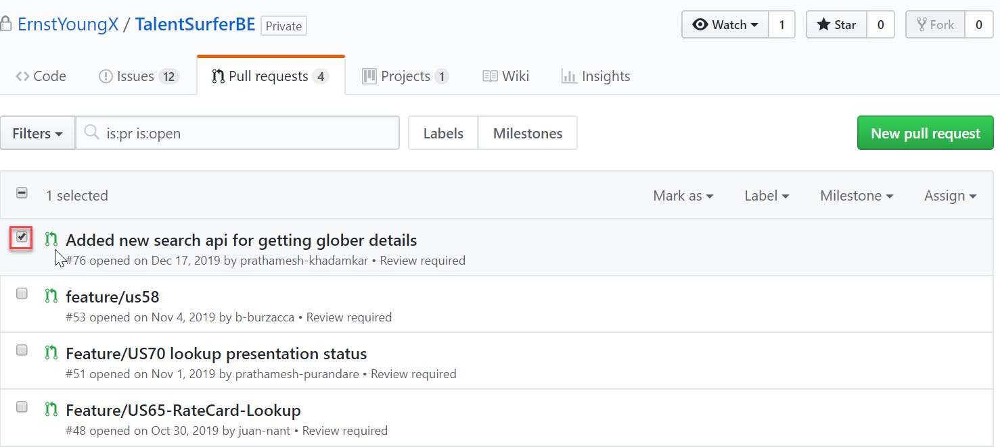 ErnstYoungX / TalentSurferBE Private Watch 1 Star 0 Fork 0
Code Issues 12 Pull requests 4 Projects 1 Wiki Insights
Filters is:pr is:open Labels Milestones New pull request
1 selected Mark as Label Milestone Assign
Added new search api for getting glober details
#76 opened on Dec 17, 2019 by prathamesh-khadamkar • Review required
feature/us58
#53 opened on Nov 4, 2019 by b-burzacca • Review required
Feature/US70 lookup presentation status
#51 opened on Nov 1, 2019 by prathamesh-purandare • Review required
Feature/US65-RateCard-Lookup
#48 opened on Oct 30, 2019 by juan-nant • Review required